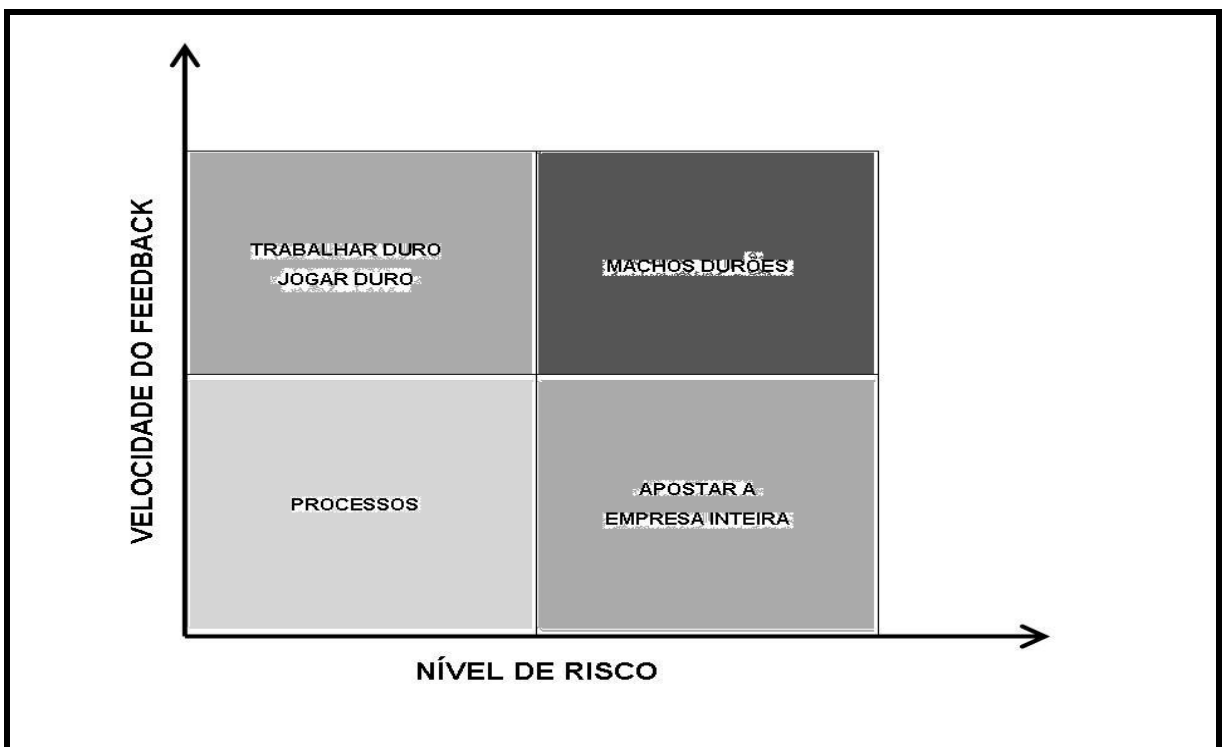 VELOCIDADE DO FEEDBACK
TRABALHAR DURO
JOGAR DURO
MACHOS DURÕES
PROCESSOS
APOSTAR A
EMPRESA INTEIRA
NÍVEL DE RISCO